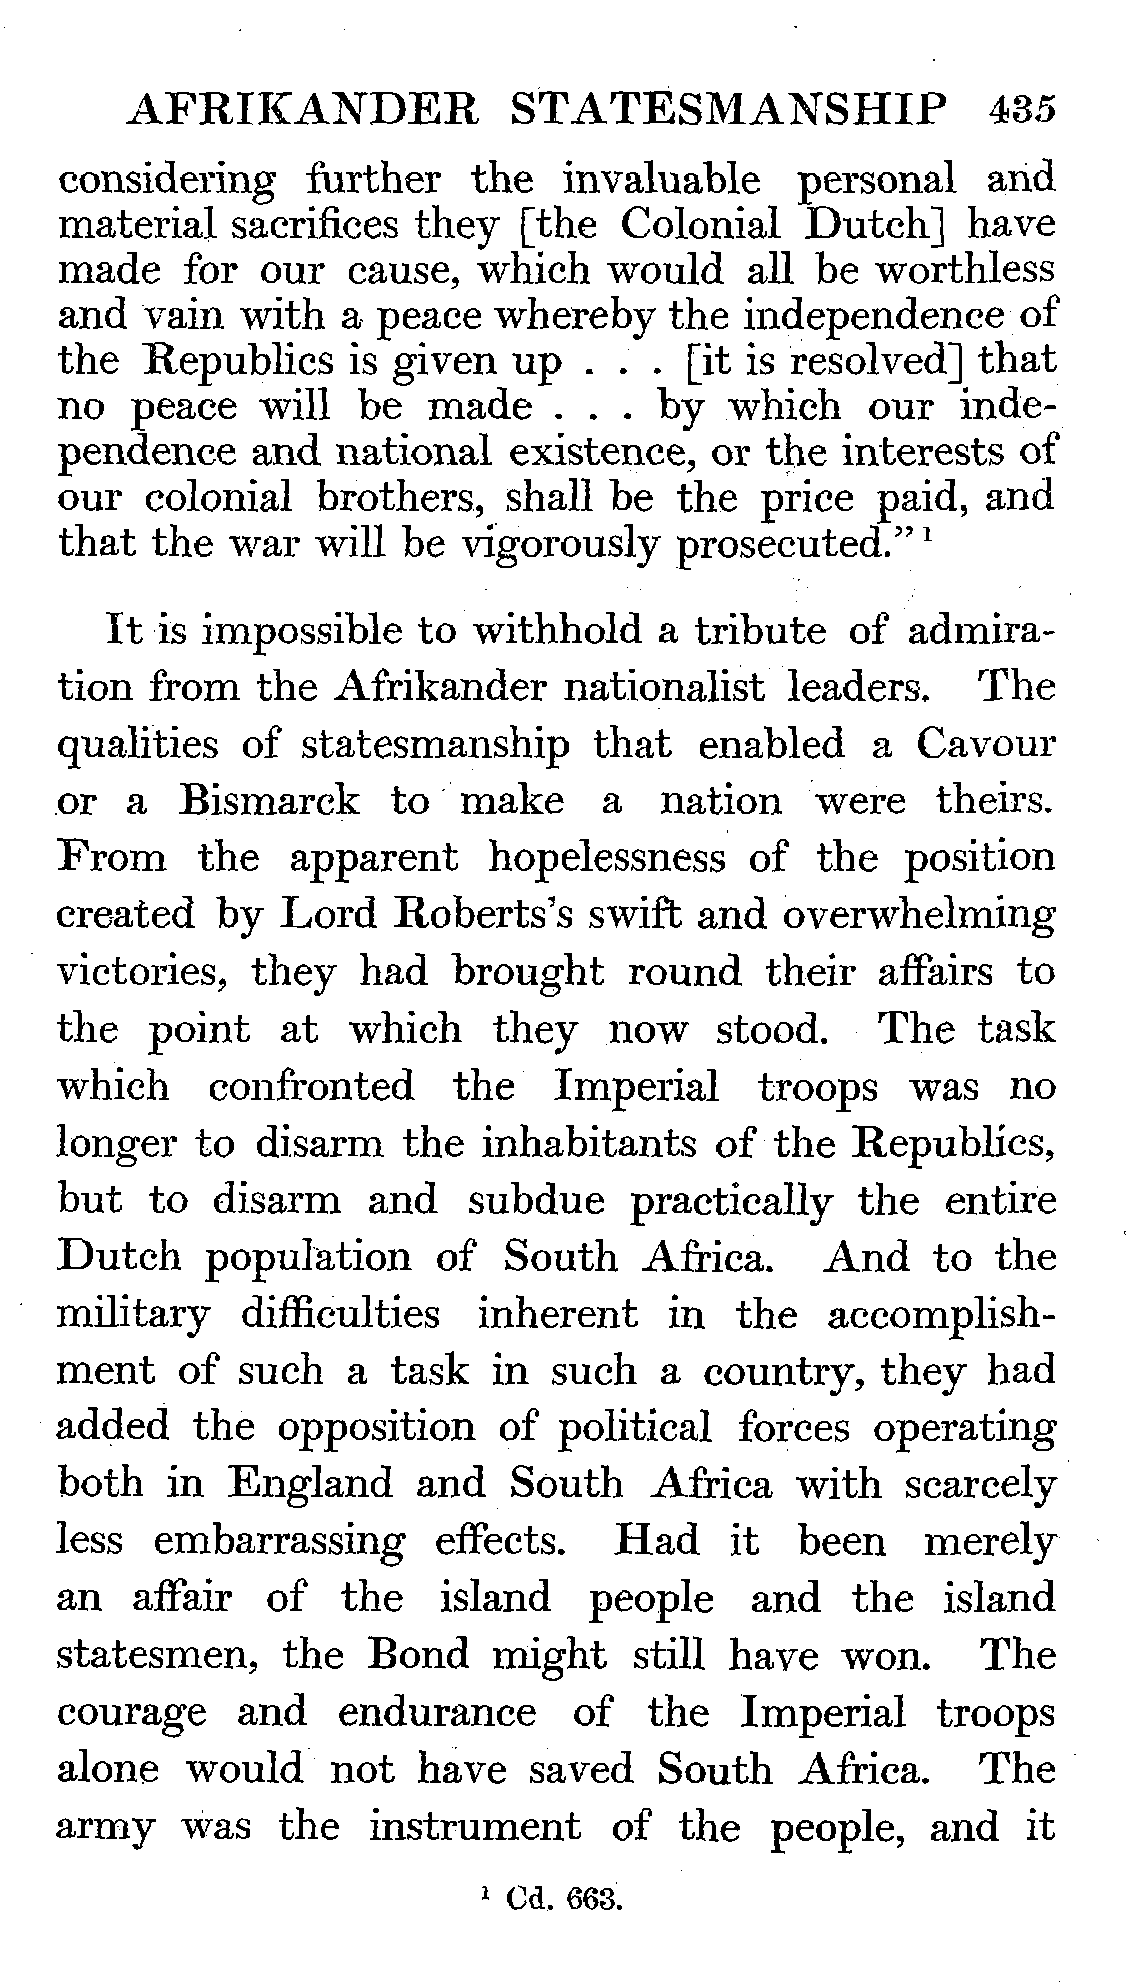 AFRIKANDER STATESMANSHIP 435
considering further the invaluable personal and
material sacrifices they [the Colonial Dutch] have
made for our cause, which would all be worthless
and vain with a peace whereby the independence of
the Republics is given up . . . [it is resolved] that
no peace will be made . . . by which our inde-
pendence and national existence, or the interests of
our colonial brothers, shall be the price paid, and
that the war will be vigorously prosecuted." ¹
It is impossible to withhold a tribute of admira-
tion from the Afrikander nationalist leaders. The
qualities of statesmanship that enabled a Cavour
or a Bismarck to make a nation were theirs.
From the apparent hopelessness of the position
created by Lord Roberts's swift and overwhelming
victories, they had brought round their affairs to
the point at which they now stood. The task
which confronted the Imperial troops was no
longer to disarm the inhabitants of the Republics,
but to disarm and subdue practically the entire
Dutch population of South Africa. And to the
military difficulties inherent in the accomplish-
ment of such a task in such a country, they had
added the opposition of political forces operating
both in England and South Africa with scarcely
less embarrassing effects. Had it been merely
an affair of the island people and the island
statesmen, the Bond might still have won. The
courage and endurance of the Imperial troops
alone would not have saved South Africa. The
army was the instrument of the people, and it
¹ Cd. 663.